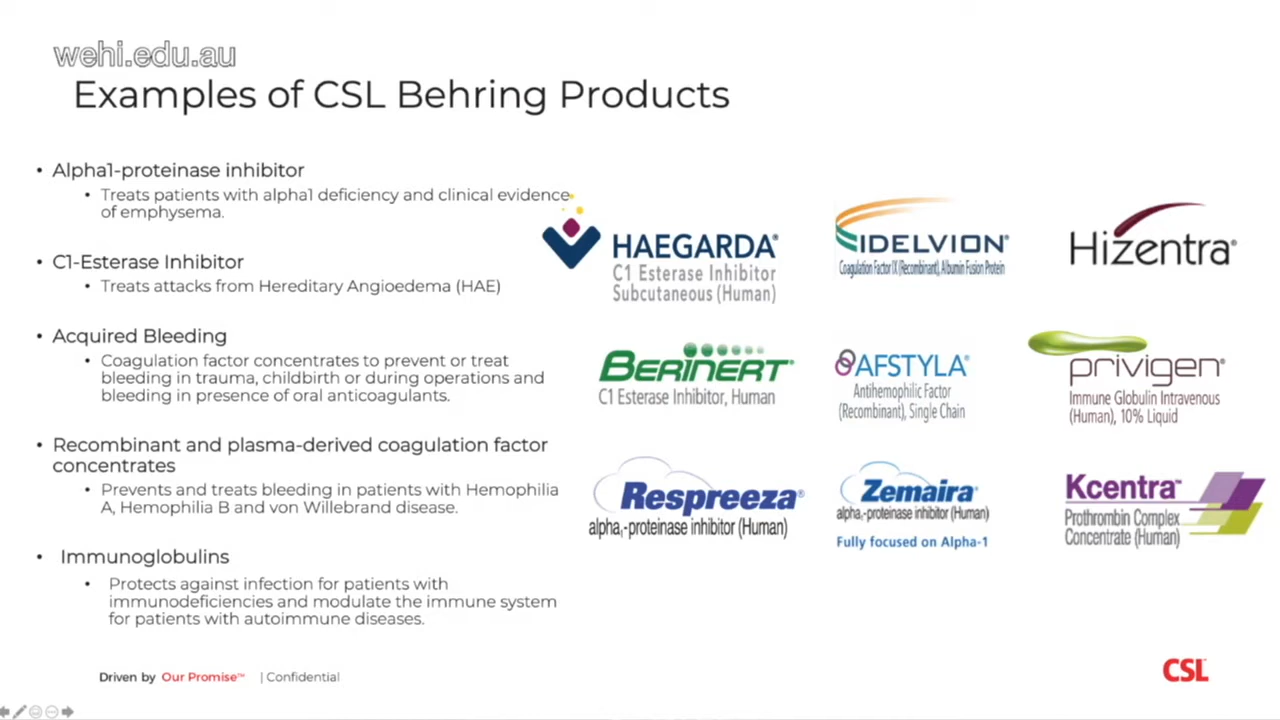 wehi.edu.au
Examples of CSL Behring Products
• Alpha1-proteinase inhibitor
• Treats patients with alpha1 deficiency and clinical evidence
of emphysema.
• C1-Esterase Inhibitor
• Treats attacks from Hereditary Angioedema (HAE)
• Acquired Bleeding
• Coagulation factor concentrates to prevent or treat
bleeding in trauma, childbirth or during operations and
bleeding in presence of oral anticoagulants.
• Recombinant and plasma-derived coagulation factor
concentrates
• Prevents and treats bleeding in patients with Hemophilia
A, Hemophilia B and von Willebrand disease.
• Immunoglobulins
• Protects against infection for patients with
immunodeficiencies and modulate the immune system
for patients with autoimmune diseases.
HAEGARDA®
C1 Esterase Inhibitor
Subcutaneous (Human)
IDELVION®
Coagulation Factor IX (Recombinant), Albumin Fusion Protein
Hizentra®
BERINERT®
C1 Esterase Inhibitor, Human
AFSTYLA®
Antihemophilic Factor
(Recombinant), Single Chain
privigen®
Immune Globulin Intravenous
(Human), 10% Liquid
Respreeza®
alpha₁-proteinase inhibitor (Human)
Zemaira®
alpha₁-proteinase inhibitor (Human)
Fully focused on Alpha-1
Kcentra™
Prothrombin Complex
Concentrate (Human)
Driven by Our Promise™ | Confidential
CSL